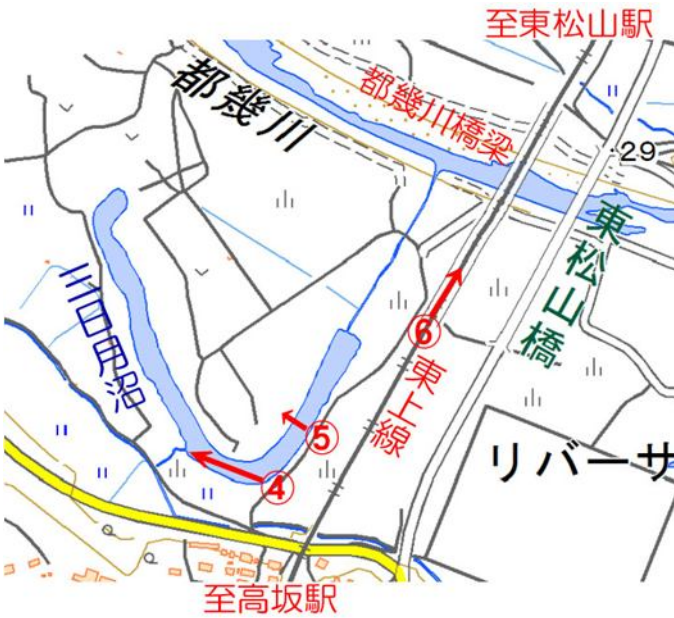 至東松山駅
都幾川橋梁
都幾川
29
東松山橋
三日月沼
⑥
東上線
⑤
④
リバーサ
至高坂駅